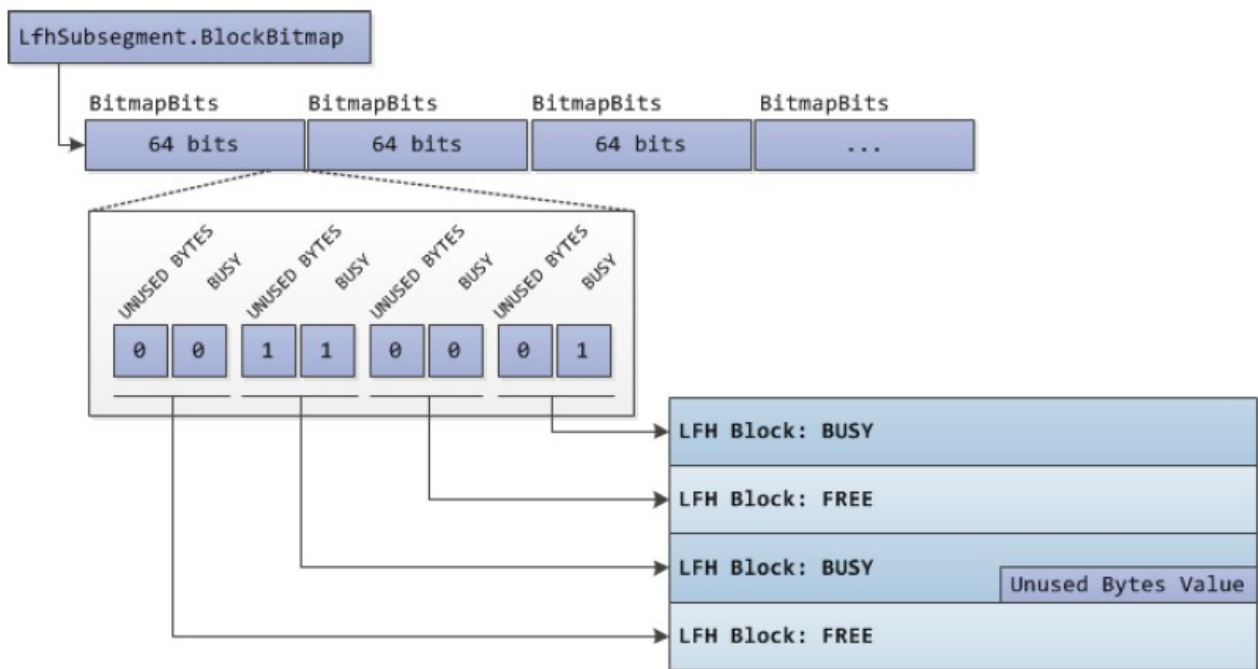 LfhSubsegment.BlockBitmap
BitmapBits BitmapBits BitmapBits BitmapBits
64 bits 64 bits 64 bits ...
UNUSED BYTES BUSY UNUSED BYTES BUSY UNUSED BYTES BUSY UNUSED BYTES BUSY
0 0 1 1 0 0 0 1
LFH Block: BUSY
LFH Block: FREE
LFH Block: BUSY
Unused Bytes Value
LFH Block: FREE